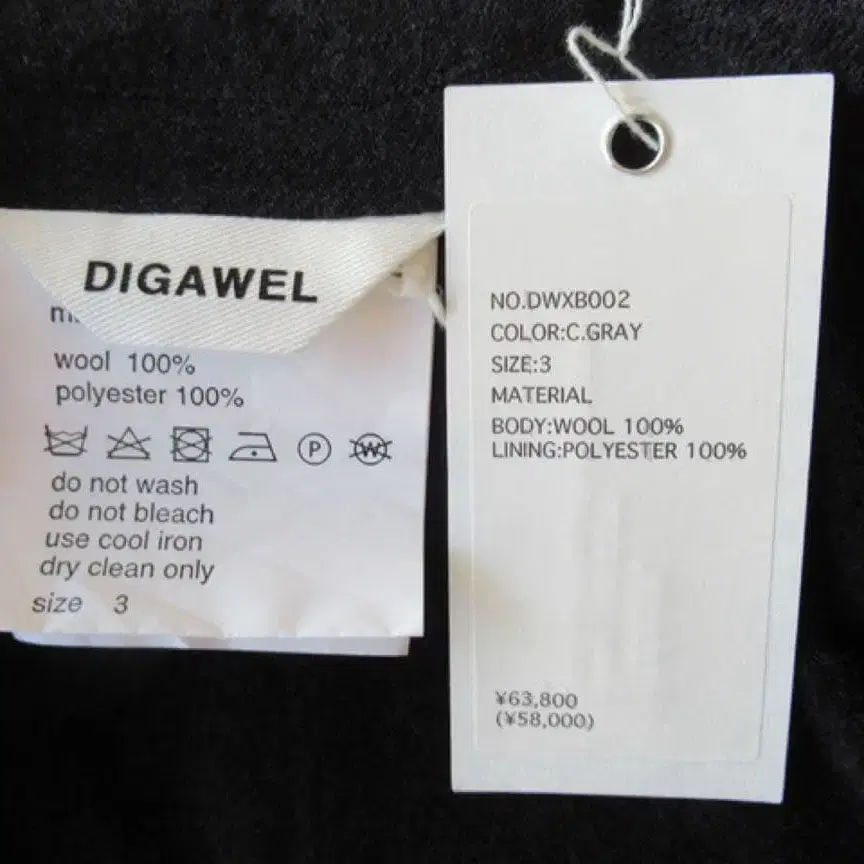 DIGAWEL
wool 100%
polyester 100%
P
W
do not wash
do not bleach
use cool iron
dry clean only
size 3
NO.DWXB002
COLOR:C.GRAY
SIZE:3
MATERIAL
BODY:WOOL 100%
LINING:POLYESTER 100%
¥63,800
(¥58,000)